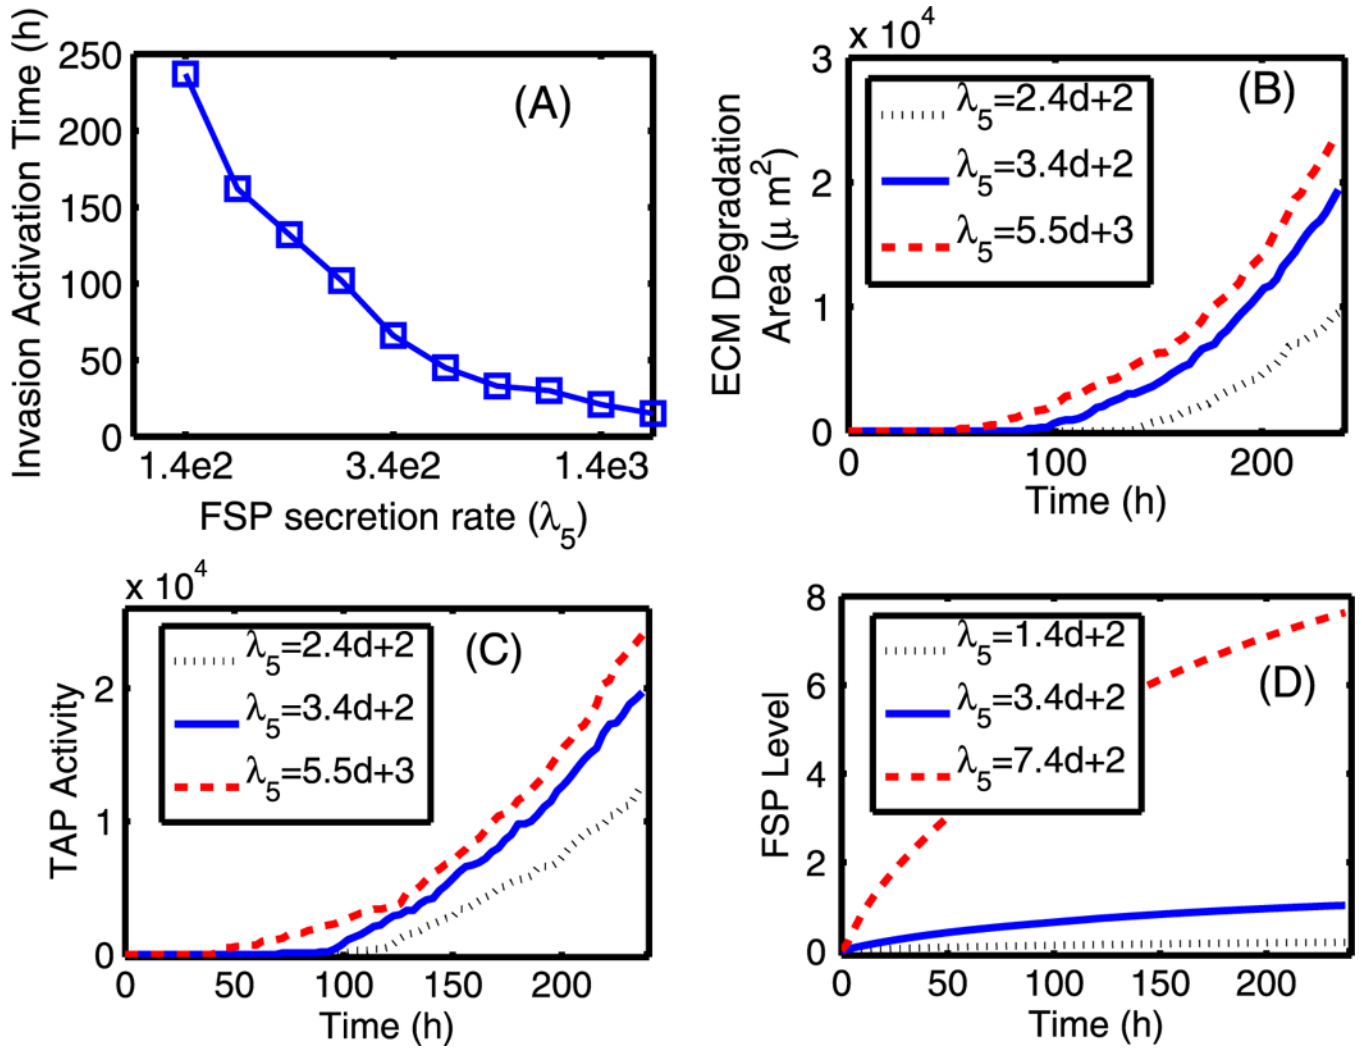 (A)
Invasion Activation Time (h)
250
200
150
100
50
0
1.4e2 3.4e2 1.4e3
FSP secretion rate (λ5)
x 10^4
(B)
ECM Degradation
Area (μ m²)
3
2
1
0
λ5=2.4d+2
λ5=3.4d+2
λ5=5.5d+3
0 100 200
Time (h)
x 10^4
(C)
TAP Activity
2
1
0
λ5=2.4d+2
λ5=3.4d+2
λ5=5.5d+3
0 50 100 150 200
Time (h)
(D)
FSP Level
8
6
4
2
0
λ5=1.4d+2
λ5=3.4d+2
λ5=7.4d+2
0 50 100 150 200
Time (h)